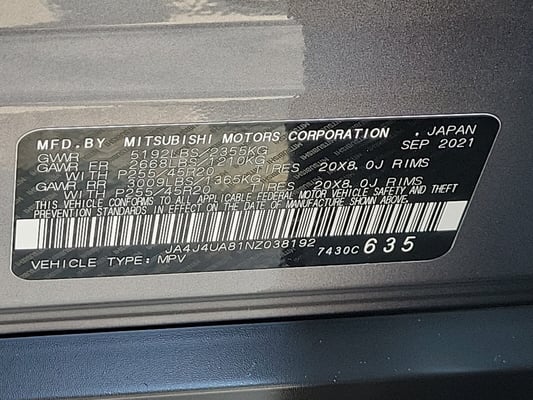 MFD.BY MITSUBISHI MOTORS CORPORATION, JAPAN
GVWR 5192LBS/2355KG SEP 2021
GAWR FR 2668LBS/1210KG
WITH P255/45R20 TIRES 20X8.0J RIMS
GAWR RR 3009LBS/1365KG
WITH P255/45R20 TIRES 20X8.0J RIMS
THIS VEHICLE CONFORMS TO ALL APPLICABLE FEDERAL MOTOR VEHICLE SAFETY AND THEFT
PREVENTION STANDARDS IN EFFECT ON THE DATE OF MANUFACTURE SHOWN ABOVE.
JA4J4UA81NZ038192
VEHICLE TYPE: MPV 7430C 635